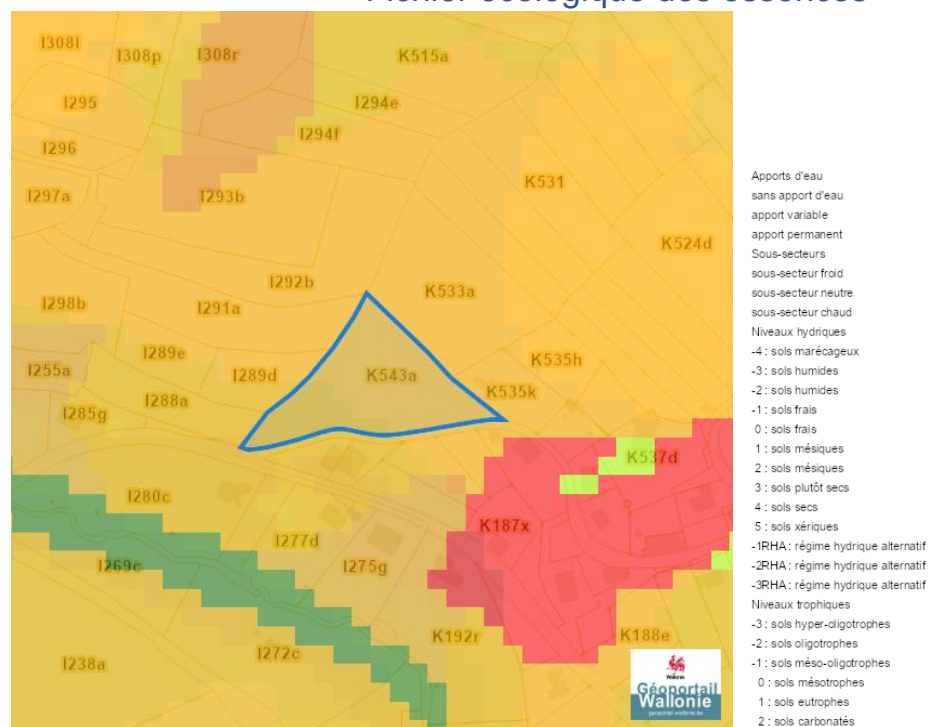 Fichier écologique des essences
I308l
I308p
I308r
K515a
I295
I294e
I294f
I296
I297a
I293b
K531
K524d
I292b
K533a
I298b
I291a
I289e
K535h
I255a
I289d
K543a
K535k
I288a
I285g
K537d
I280c
K187x
I277d
I269c
I275g
K192r
K188e
I272c
I238a
Wallonie
Géoportail
Wallonie
geoportail.wallonie.be
Apports d'eau
sans apport d'eau
apport variable
apport permanent
Sous-secteurs
sous-secteur froid
sous-secteur neutre
sous-secteur chaud
Niveaux hydriques
-4 : sols marécageux
-3 : sols humides
-2 : sols humides
-1 : sols frais
0 : sols frais
1 : sols mésiques
2 : sols mésiques
3 : sols plutôt secs
4 : sols secs
5 : sols xériques
-1RHA : régime hydrique alternatif
-2RHA : régime hydrique alternatif
-3RHA : régime hydrique alternatif
Niveaux trophiques
-3 : sols hyper-oligotrophes
-2 : sols oligotrophes
-1 : sols méso-oligotrophes
0 : sols mésotrophes
1 : sols eutrophes
2 : sols carbonatés